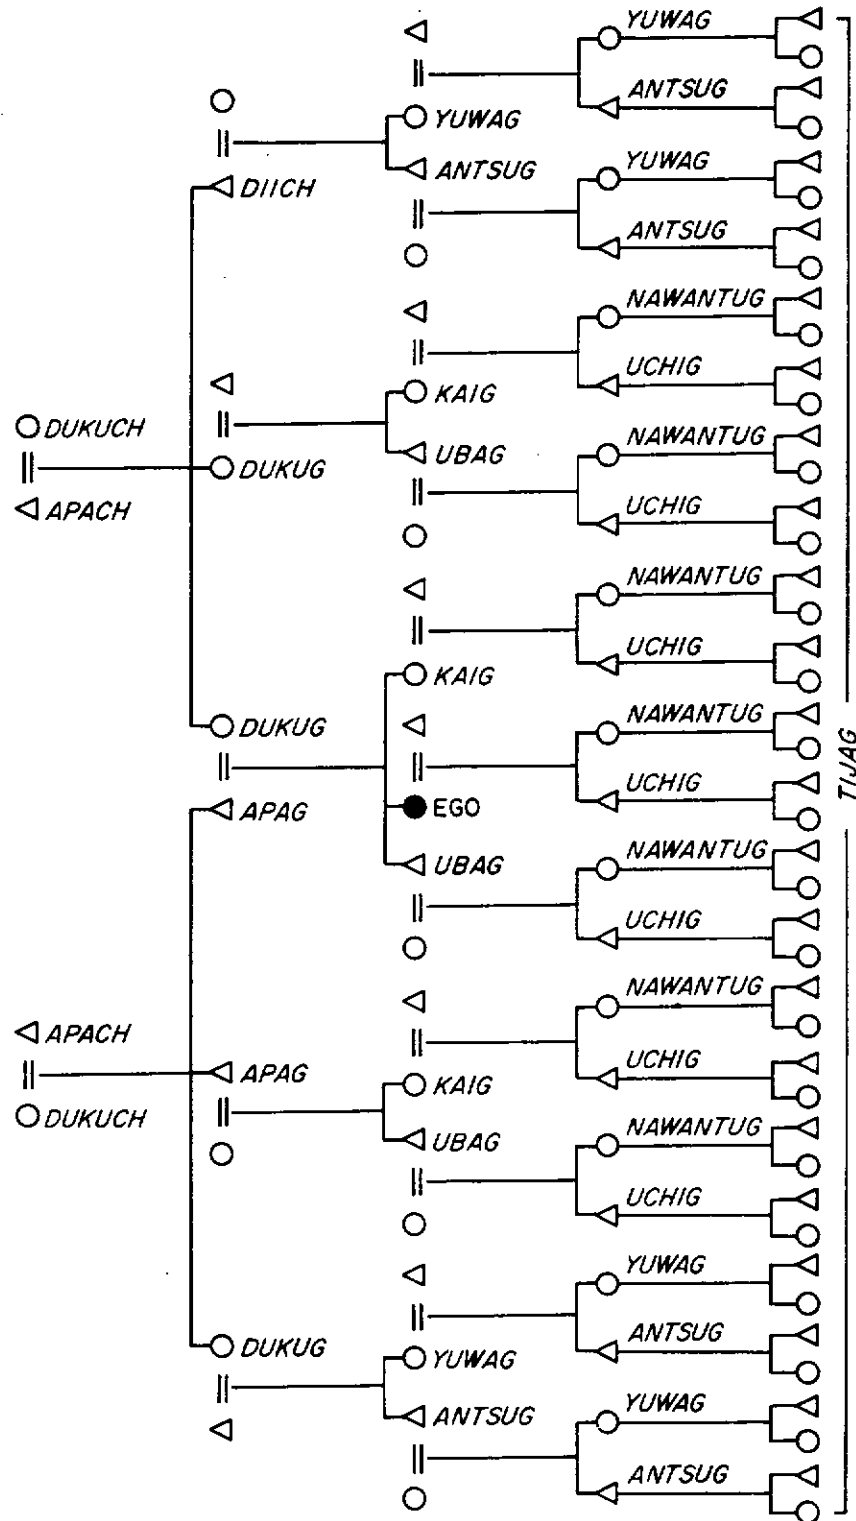 YUWAG
ANTSUG
YUWAG
ANTSUG
DIICH
YUWAG
ANTSUG
NAWANTUG
UCHIG
KAIG
DUKUCH
UBAG
NAWANTUG
DUKUG
APACH
UCHIG
NAWANTUG
UCHIG
KAIG
DUKUG
NAWANTUG
TIJAG
UCHIG
APAG
EGO
NAWANTUG
UBAG
UCHIG
NAWANTUG
APACH
UCHIG
APAG
KAIG
DUKUCH
UBAG
NAWANTUG
UCHIG
YUWAG
ANTSUG
DUKUG
YUWAG
ANTSUG
YUWAG
ANTSUG